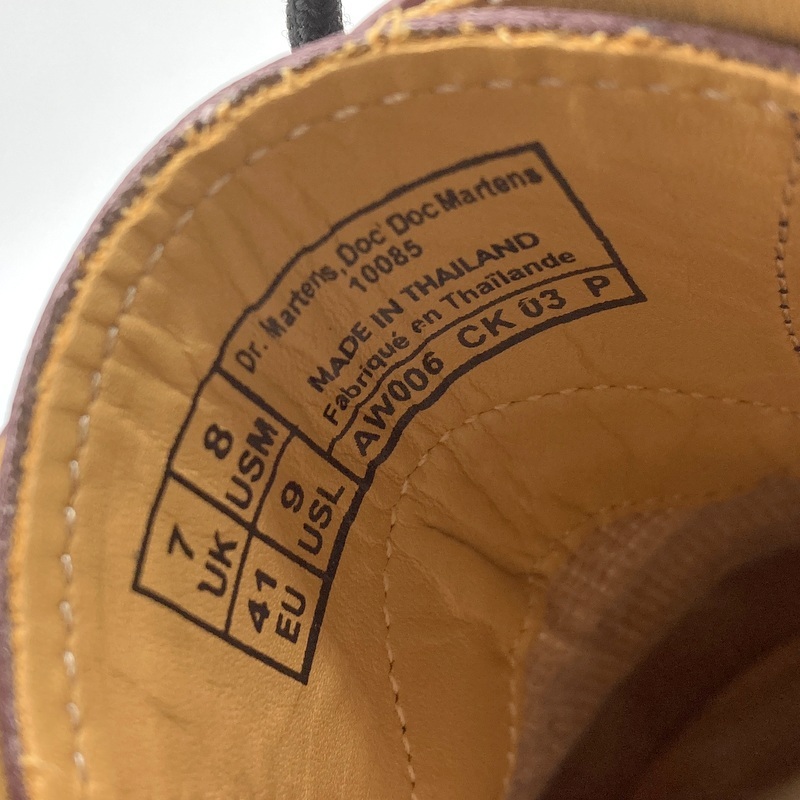 Dr. Martens, Doc' Doc Martens
10085
MADE IN THAILAND
Fabriqué en Thaïlande
AW006 CK 03 P
8 USM
9 USL
7 UK
41 EU